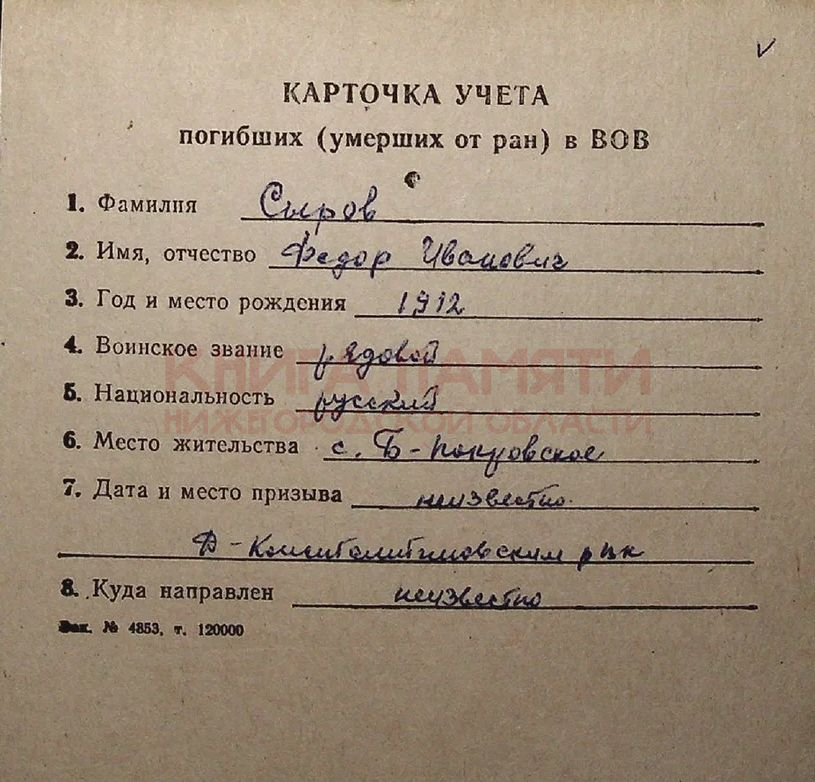 КАРТОЧКА УЧЕТА
погибших (умерших от ран) в ВОВ
1. Фамилия Сыров
2. Имя, отчество Федор Иванович
3. Год и место рождения 1912
4. Воинское звание рядовой
КНИГА ПАМЯТИ
5. Национальность русский
НИЖЕГОРОДСКОЙ ОБЛАСТИ
6. Место жительства с. Б-Покровское
7. Дата и место призыва неизвестно
Д-Константиновским рвк
8. Куда направлен неизвестно
Зак. № 4853, т. 120000